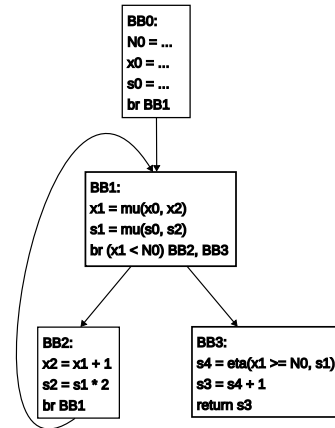 BB0:
N0 = ...
x0 = ...
s0 = ...
br BB1
BB1:
x1 = mu(x0, x2)
s1 = mu(s0, s2)
br (x1 < N0) BB2, BB3
BB2:
x2 = x1 + 1
s2 = s1 * 2
br BB1
BB3:
s4 = eta(x1 >= N0, s1)
s3 = s4 + 1
return s3